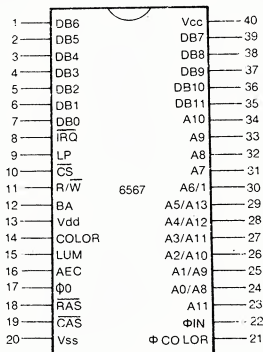 1 DB6 Vcc 40
2 DB5 DB7 39
3 DB4 DB8 38
4 DB3 DB9 37
5 DB2 DB10 36
6 DB1 DB11 35
7 DB0 A10 34
8 I̅R̅Q̅ A9 33
9 LP A8 32
10 C̅S̅ A7 31
11 R/W̅ 6567 A6/1 30
12 BA A5/A13 29
13 Vdd A4/A12 28
14 COLOR A3/A11 27
15 LUM A2/A10 26
16 AEC A1/A9 25
17 ϕ0 A0/A8 24
18 R̅A̅S̅ A11 23
19 C̅A̅S̅ ΦIN 22
20 Vss ΦCOLOR 21